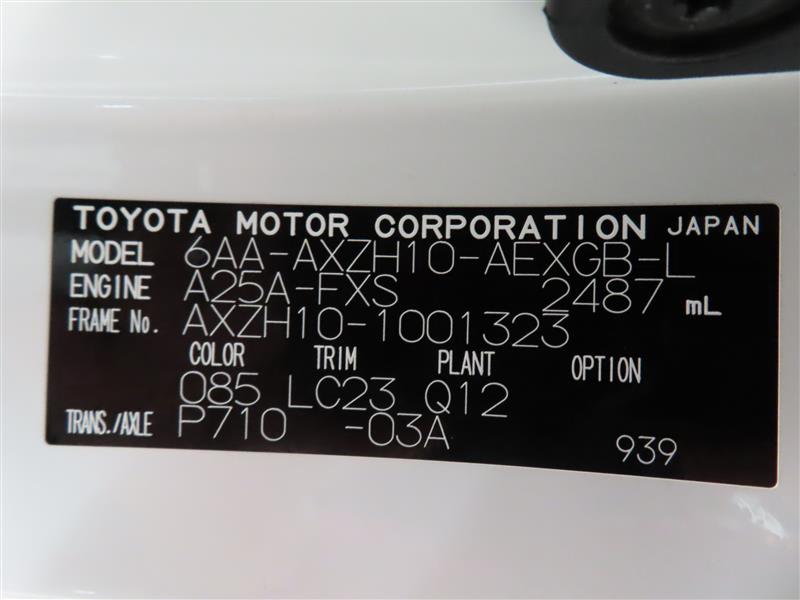 TOYOTA MOTOR CORPORATION JAPAN
MODEL 6AA-AXZH10-AEXGB-L
ENGINE A25A-FXS 2487 mL
FRAME No. AXZH10-1001323
COLOR TRIM PLANT OPTION
085 LC23 Q12
TRANS./AXLE P710 -03A 939